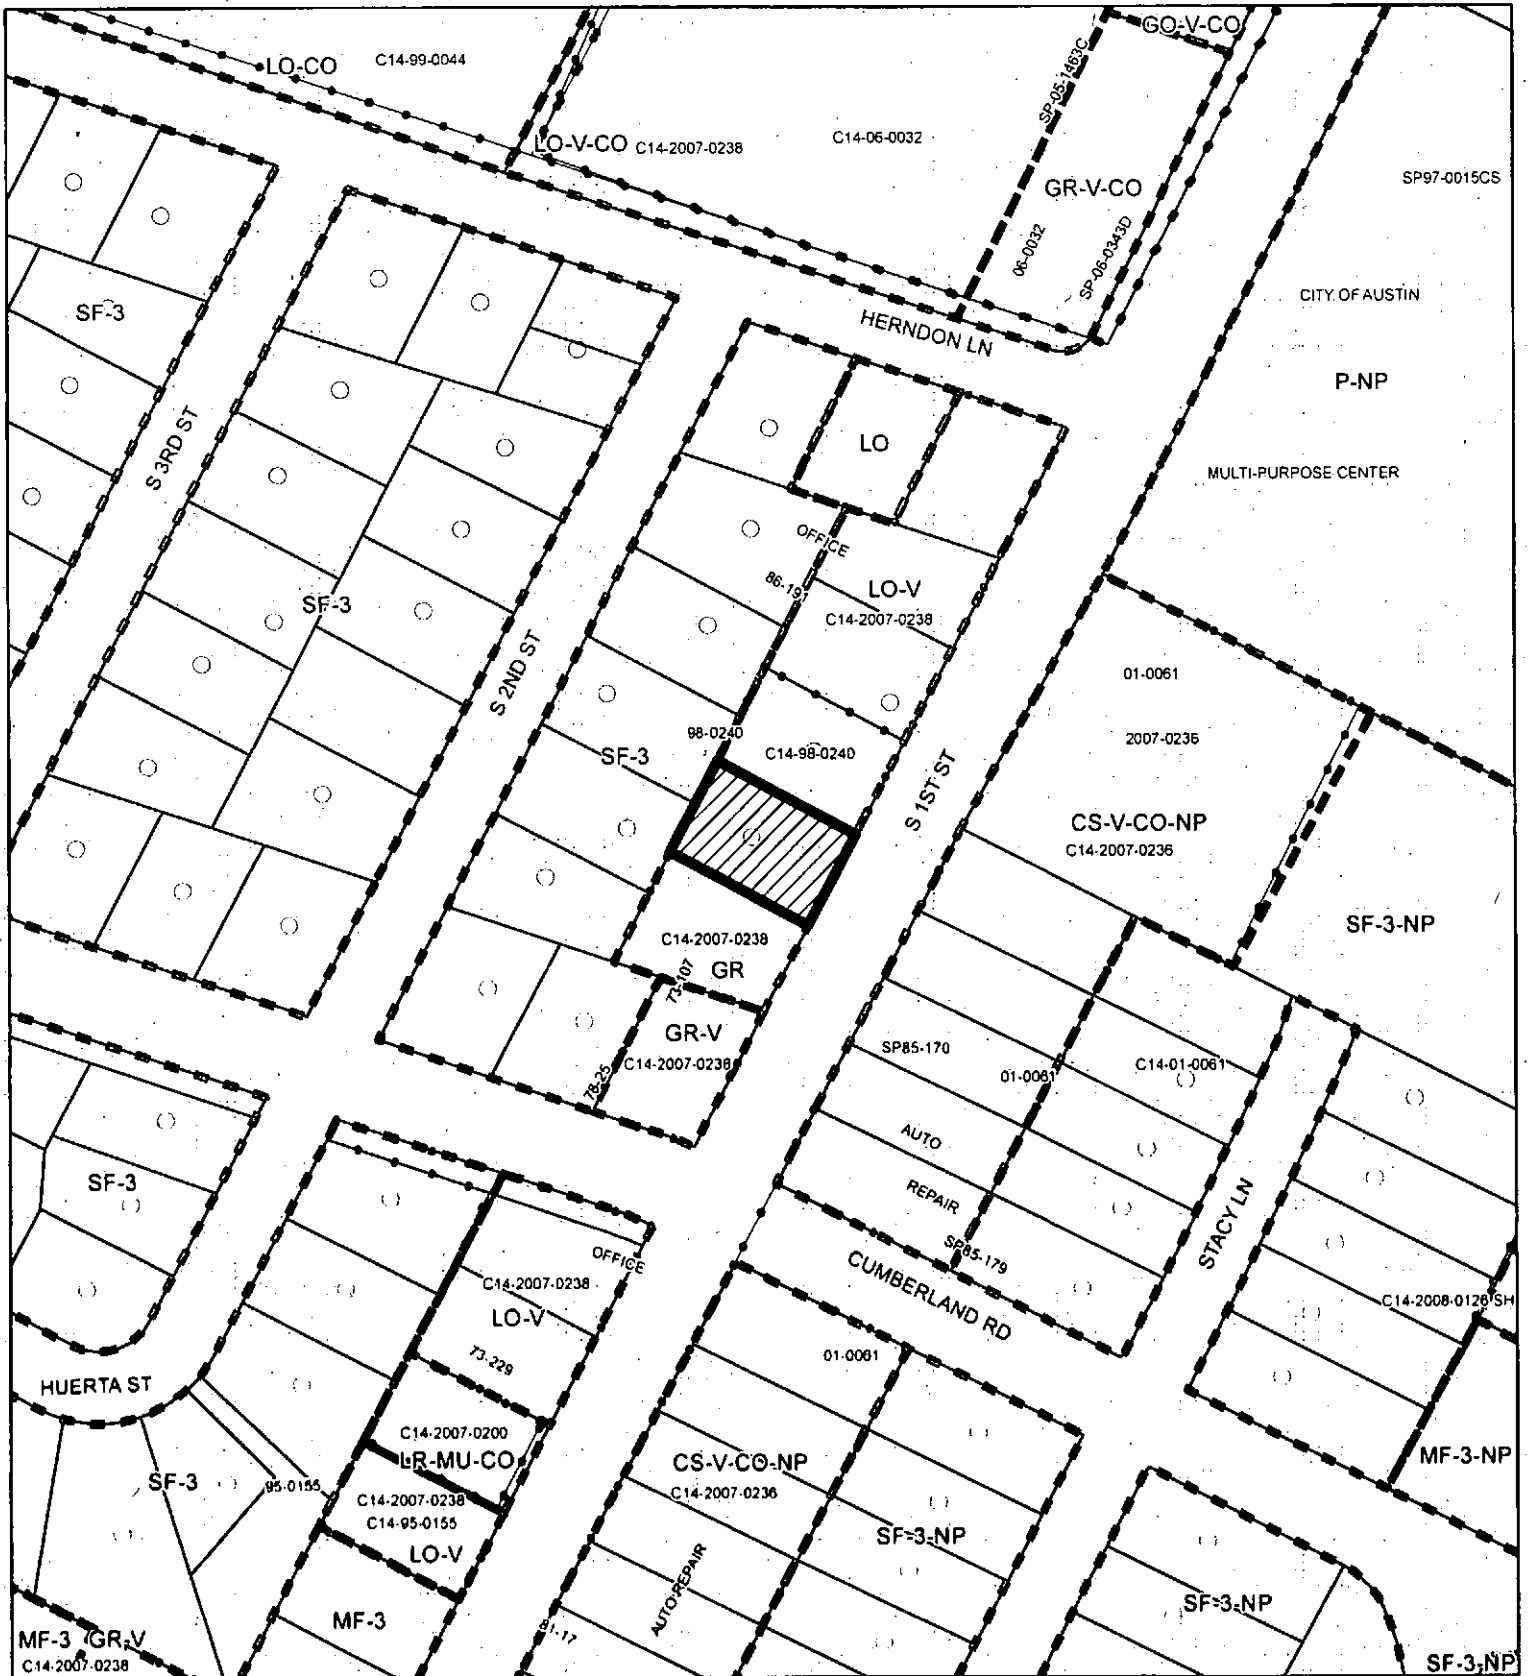 GO-V-CO
LO-CO
C14-99-0044
SP-05-1463C
LO-V-CO
C14-2007-0238
C14-06-0032
SP97-0015CS
GR-V-CO
06-0032
SP-06-0343D
CITY OF AUSTIN
SF-3
HERNDON LN
P-NP
S 3RD ST
LO
MULTI-PURPOSE CENTER
OFFICE
86-191
LO-V
C14-2007-0238
SF-3
S 2ND ST
01-0061
98-0240
C14-98-0240
2007-0236
SF-3
S 1ST ST
CS-V-CO-NP
C14-2007-0236
SF-3-NP
C14-2007-0238
GR
73-107
GR-V
C14-2007-0238
78-25
SP85-170
01-0061
C14-01-0061
AUTO
REPAIR
SF-3
STACY LN
SP85-179
OFFICE
C14-2007-0238
LO-V
CUMBERLAND RD
C14-2008-0128 SH
73-229
01-0061
HUERTA ST
C14-2007-0200
LR-MU-CO
CS-V-CO-NP
C14-2007-0236
MF-3-NP
SF-3
95-0155
C14-2007-0238
C14-95-0155
LO-V
SF-3-NP
AUTO REPAIR
SF-3-NP
MF-3
81-17
MF-3
GR-V
C14-2007-0238
SF-3-NP